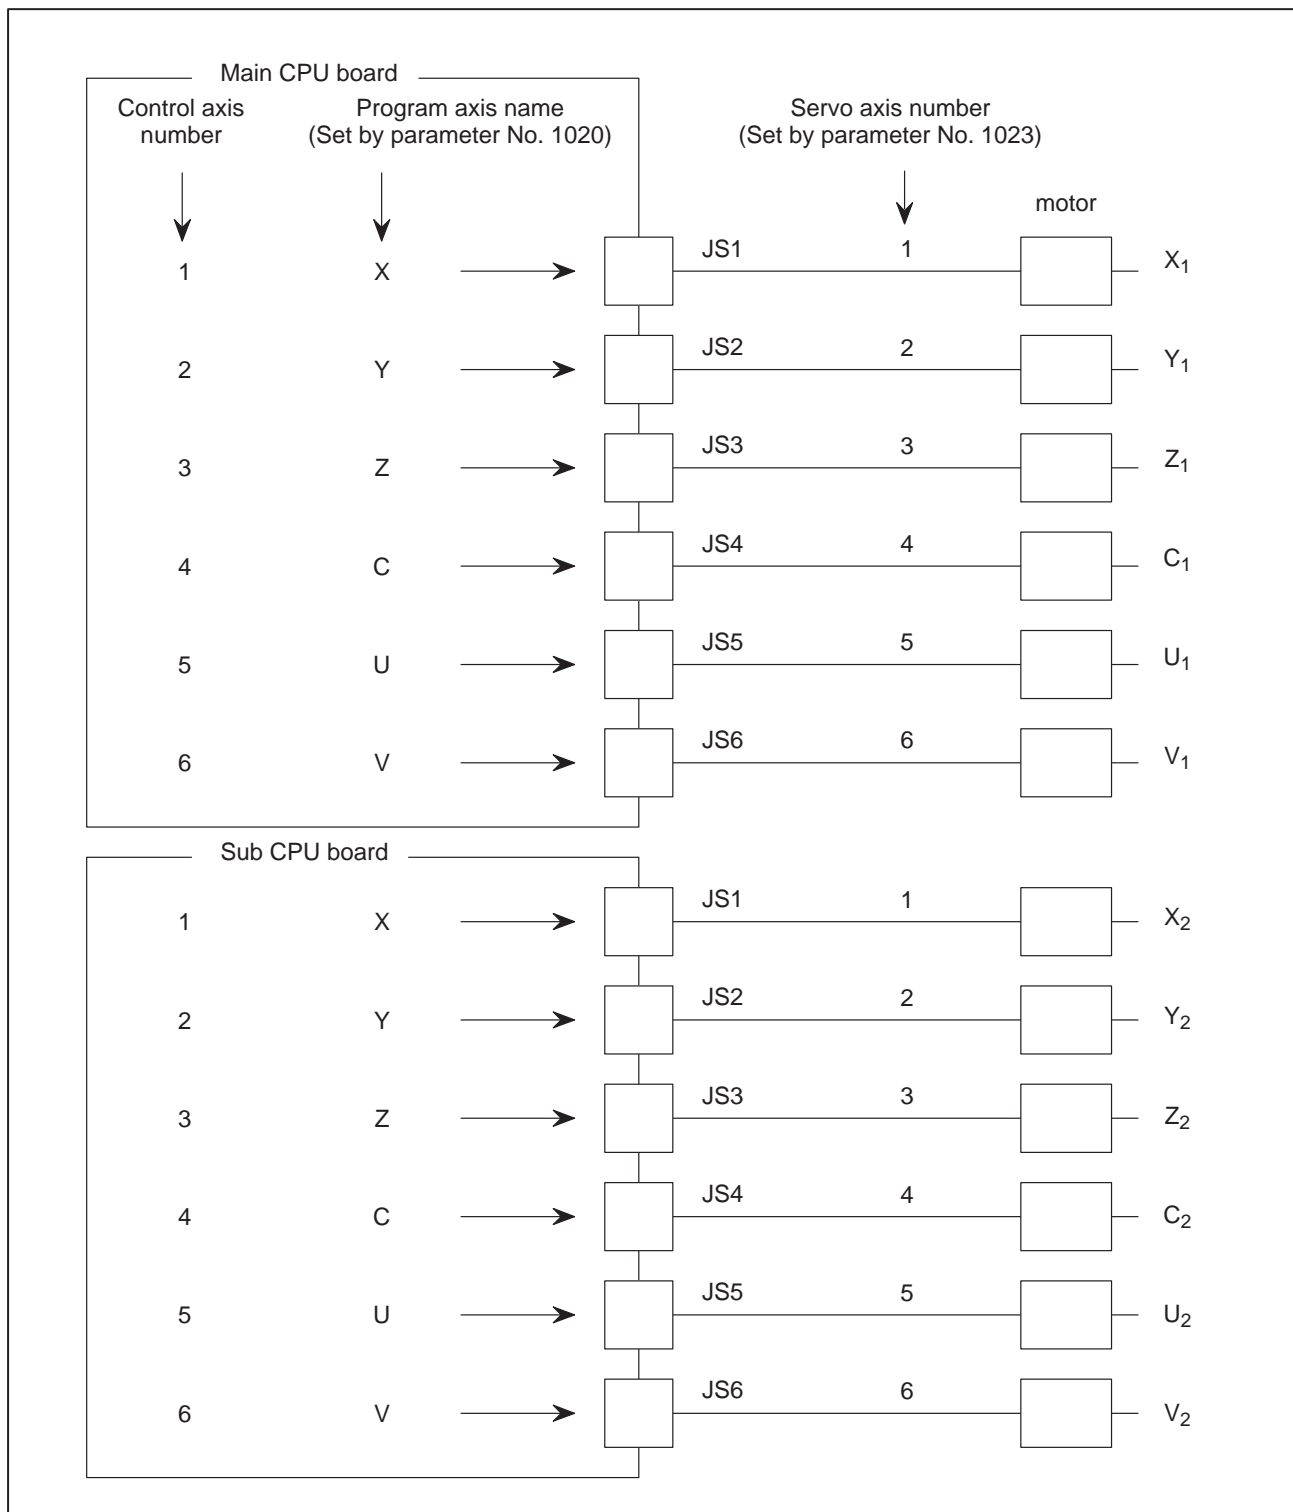 Main CPU board
Control axis number
Program axis name (Set by parameter No. 1020)
Servo axis number (Set by parameter No. 1023)
motor
1 X JS1 1 X1
2 Y JS2 2 Y1
3 Z JS3 3 Z1
4 C JS4 4 C1
5 U JS5 5 U1
6 V JS6 6 V1
Sub CPU board
1 X JS1 1 X2
2 Y JS2 2 Y2
3 Z JS3 3 Z2
4 C JS4 4 C2
5 U JS5 5 U2
6 V JS6 6 V2